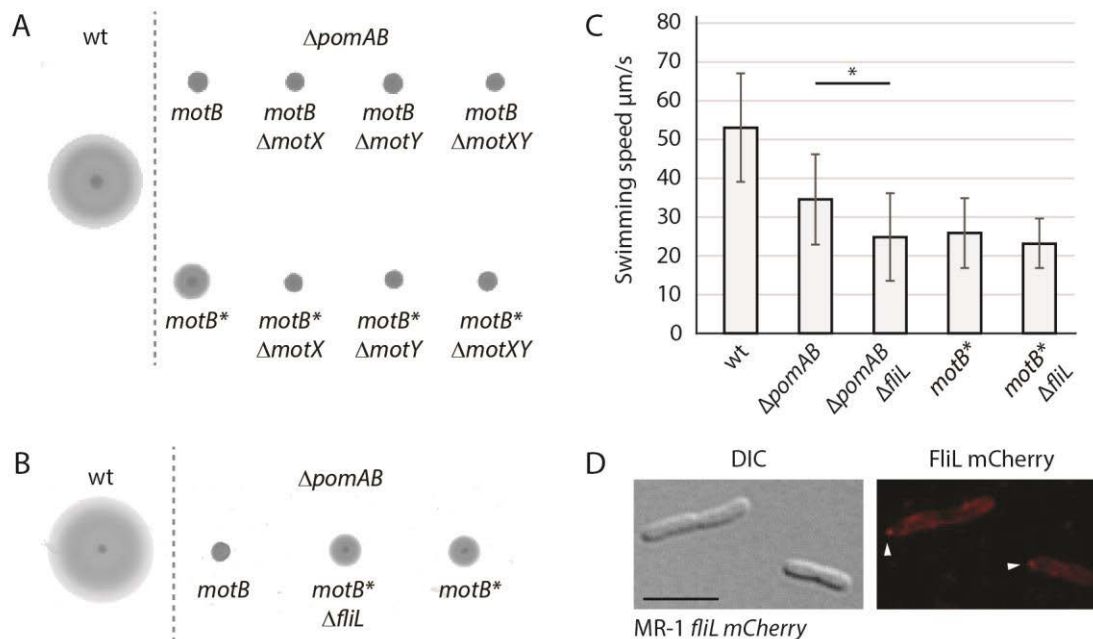 A
wt
ΔpomAB
motB
motB
ΔmotX
motB
ΔmotY
motB
ΔmotXY
motB*
motB*
ΔmotX
motB*
ΔmotY
motB*
ΔmotXY
B
wt
ΔpomAB
motB
motB*
ΔfliL
motB*
C
Swimming speed μm/s
80
70
60
50
40
30
20
10
0
*
wt
ΔpomAB
ΔpomAB
ΔfliL
motB*
motB*
ΔfliL
D
DIC
FliL mCherry
MR-1 fliL mCherry